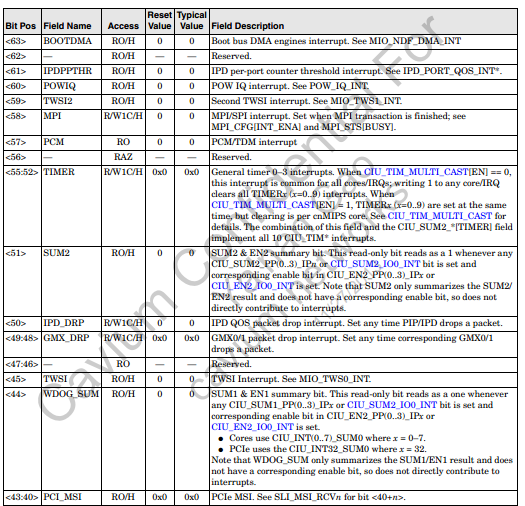 Reset Typical
Bit Pos Field Name Access Value Value Field Description
<63> BOOTDMA RO/H 0 0 Boot bus DMA engines interrupt. See MIO_NDF_DMA_INT
<62> — RO/H — — Reserved.
<61> IPDPPTHR RO/H 0 0 IPD per-port counter threshold interrupt. See IPD_PORT_QOS_INT*.
<60> POWIQ RO/H 0 0 POW IQ interrupt. See POW_IQ_INT.
<59> TWSI2 RO/H 0 0 Second TWSI interrupt. See MIO_TWS1_INT.
<58> MPI R/W1C/H 0 0 MPI/SPI interrupt. Set when MPI transaction is finished; see
MPI_CFG[INT_ENA] and MPI_STS[BUSY].
<57> PCM RO 0 0 PCM/TDM interrupt
<56> — RAZ — — Reserved.
<55:52> TIMER R/W1C/H 0x0 0x0 General timer 0–3 interrupts. When CIU_TIM_MULTI_CAST[EN] == 0,
this interrupt is common for all cores/IRQs; writing 1 to any core/IRQ
clears all TIMERx (x=0..9) interrupts. When
CIU_TIM_MULTI_CAST[EN] = 1, TIMERx (x=0..9) are set at the same
time, but clearing is per cnMIPS core. See CIU_TIM_MULTI_CAST for
details. The combination of this field and the CIU_SUM2_*[TIMER] field
implement all 10 CIU_TIM* interrupts.
<51> SUM2 RO/H 0 0 SUM2 & EN2 summary bit. This read-only bit reads as a 1 whenever any
CIU_SUM2_PP(0..3)_IPn or CIU_SUM2_IO0_INT bit is set and
corresponding enable bit in CIU_EN2_PP(0..3)_IPx or
CIU_EN2_IO0_INT is set. Note that SUM2 only summarizes the SUM2/
EN2 result and does not have a corresponding enable bit, so does not
directly contribute to interrupts.
<50> IPD_DRP R/W1C/H 0 0 IPD QOS packet drop interrupt. Set any time PIP/IPD drops a packet.
<49:48> GMX_DRP R/W1C/H 0x0 0x0 GMX0/1 packet drop interrupt. Set any time corresponding GMX0/1
drops a packet.
<47:46> — RO — — Reserved.
<45> TWSI RO/H 0 0 TWSI Interrupt. See MIO_TWS0_INT.
<44> WDOG_SUM RO/H 0 0 SUM1 & EN1 summary bit. This read-only bit reads as a one whenever
any CIU_SUM1_PP(0..3)_IPx or CIU_SUM2_IO0_INT bit is set and
corresponding enable bit in CIU_EN2_PP(0..3)_IPx or
CIU_EN2_IO0_INT is set.
● Cores use CIU_INT(0..7)_SUM0 where x = 0–7.
● PCIe uses the CIU_INT32_SUM0 where x = 32.
Note that WDOG_SUM only summarizes the SUM1/EN1 result and does
not have a corresponding enable bit, so does not directly contribute to
interrupts.
<43:40> PCI_MSI RO/H 0x0 0x0 PCIe MSI. See SLI_MSI_RCVn for bit <40+n>.
Cavium Confidential For